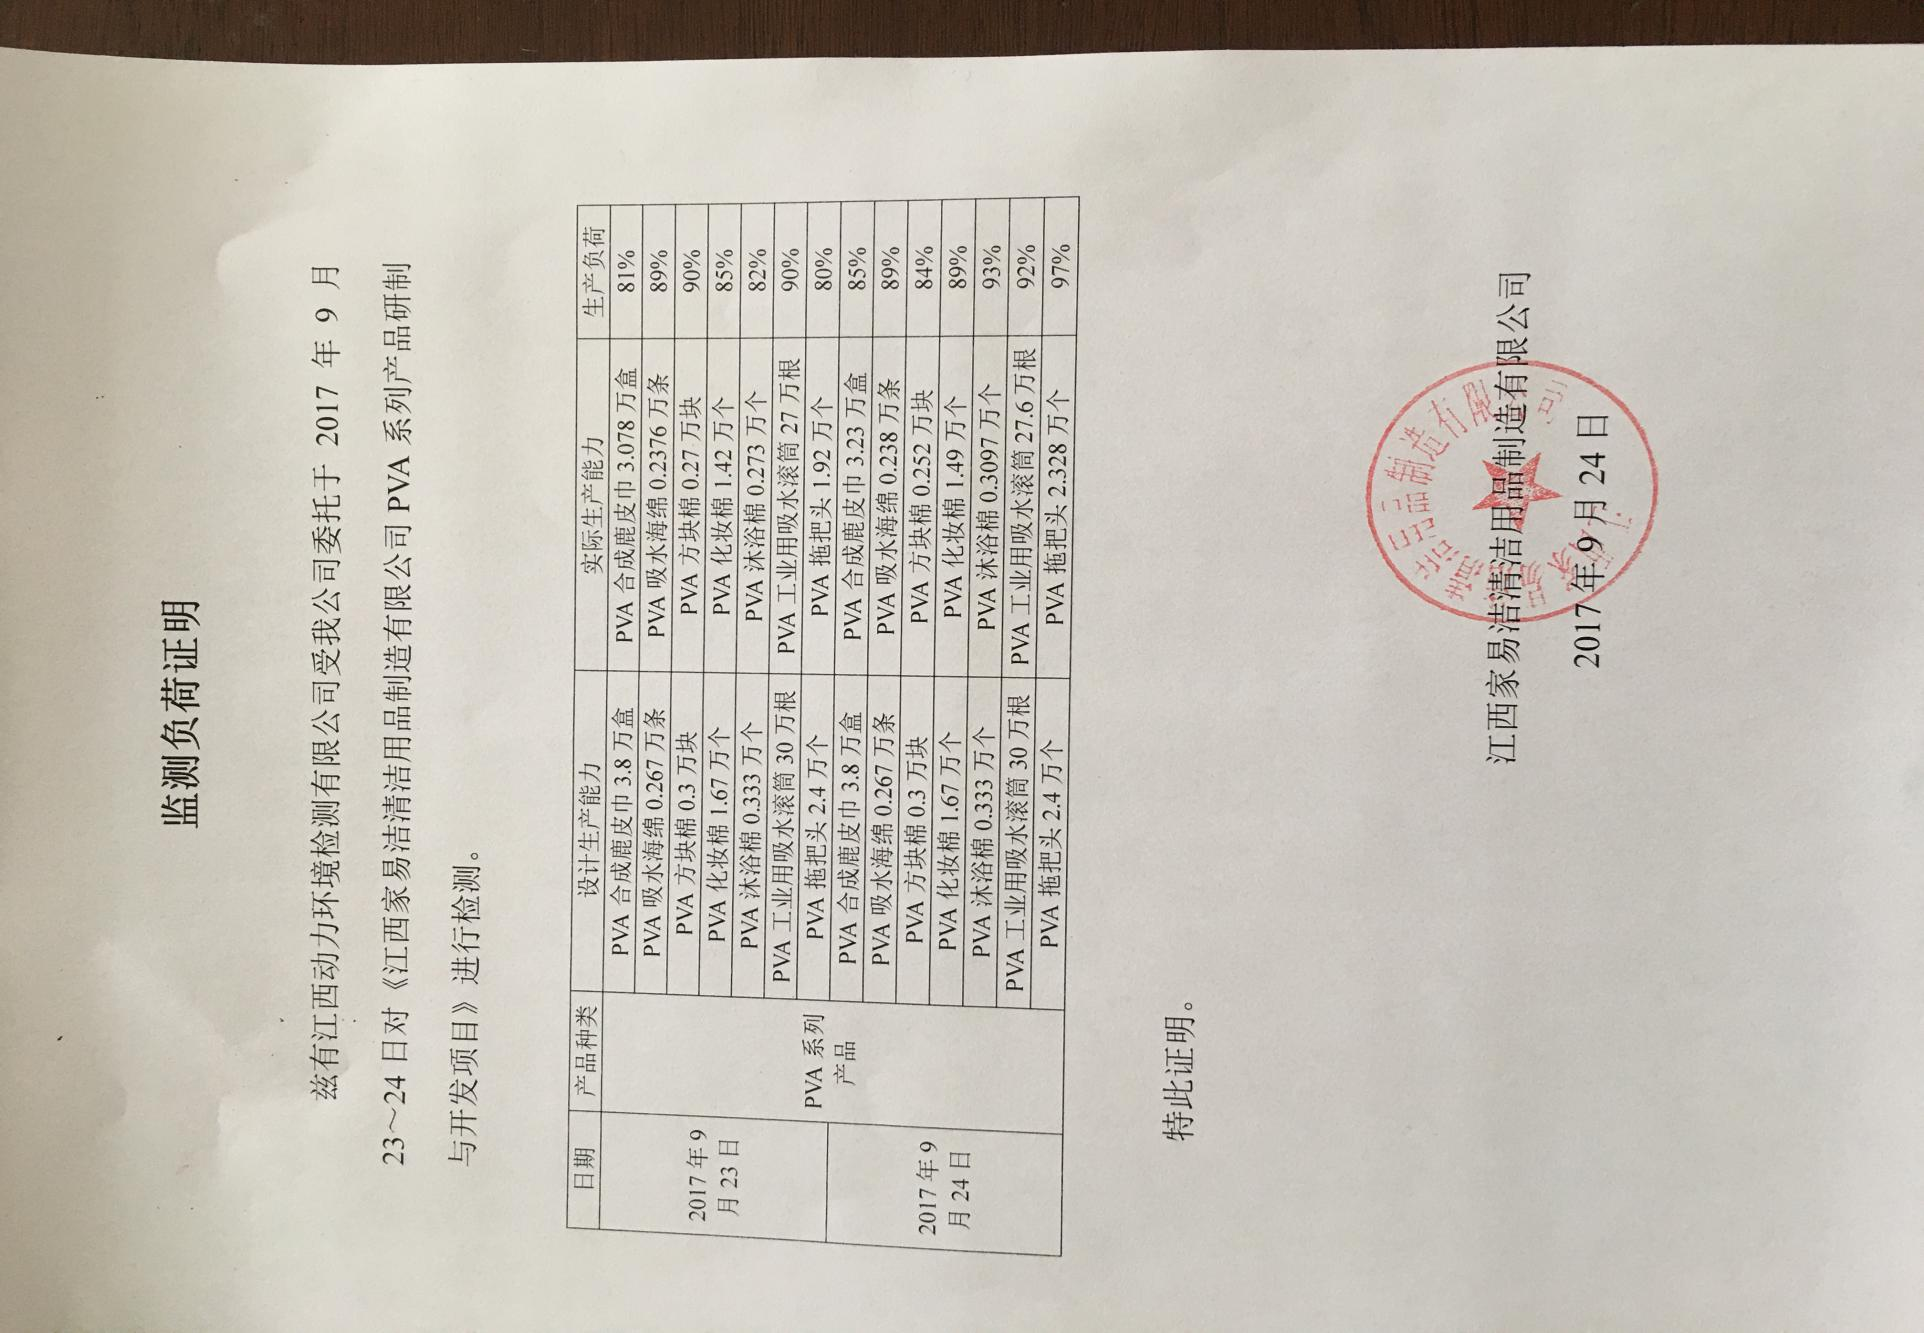 监测负荷证明
兹有江西动力环境检测有限公司受我公司委托于 2017 年 9 月
23～24 日对《江西家易洁清洁用品制造有限公司 PVA 系列产品研制
与开发项目》进行检测。
日期 产品种类 设计生产能力 实际生产能力 生产负荷
2017 年 9
月 23 日
PVA 系列
产品
PVA 合成鹿皮巾 3.8 万盒 PVA 合成鹿皮巾 3.078 万盒 81%
PVA 吸水海绵 0.267 万条 PVA 吸水海绵 0.2376 万条 89%
PVA 方块棉 0.3 万块 PVA 方块棉 0.27 万块 90%
PVA 化妆棉 1.67 万个 PVA 化妆棉 1.42 万个 85%
PVA 沐浴棉 0.333 万个 PVA 沐浴棉 0.273 万个 82%
PVA 工业用吸水滚筒 30 万根 PVA 工业用吸水滚筒 27 万根 90%
PVA 拖把头 2.4 万个 PVA 拖把头 1.92 万个 80%
2017 年 9
月 24 日
PVA 合成鹿皮巾 3.8 万盒 PVA 合成鹿皮巾 3.23 万盒 85%
PVA 吸水海绵 0.267 万条 PVA 吸水海绵 0.238 万条 89%
PVA 方块棉 0.3 万块 PVA 方块棉 0.252 万块 84%
PVA 化妆棉 1.67 万个 PVA 化妆棉 1.49 万个 89%
PVA 沐浴棉 0.333 万个 PVA 沐浴棉 0.3097 万个 93%
PVA 工业用吸水滚筒 30 万根 PVA 工业用吸水滚筒 27.6 万根 92%
PVA 拖把头 2.4 万个 PVA 拖把头 2.328 万个 97%
特此证明。
江西家易洁清洁用品制造有限公司
2017 年 9 月 24 日